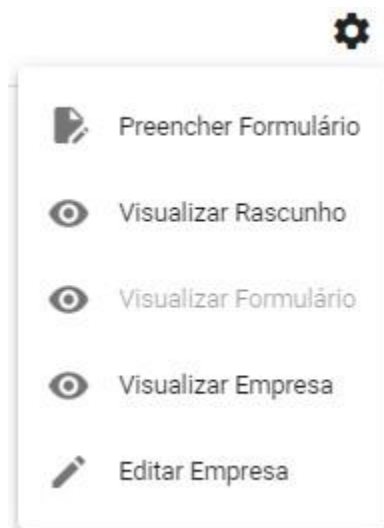 Preencher Formulário
Visualizar Rascunho
Visualizar Formulário
Visualizar Empresa
Editar Empresa